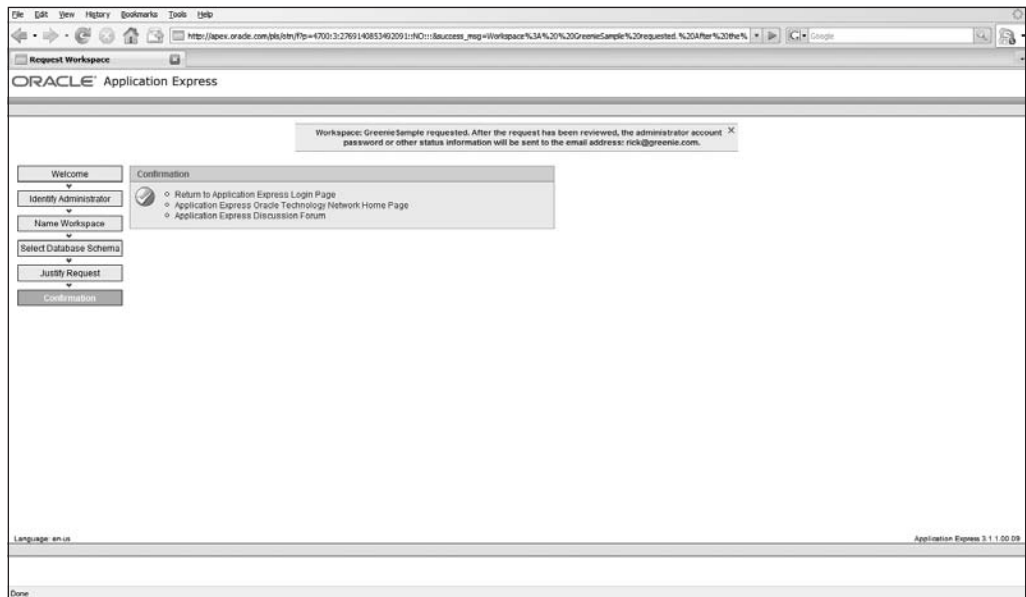 File Edit View History Bookmarks Tools Help
http://apex.oracle.com/pls/otn/f?p=4700:3:2769140853492091::NO:::&success_msg=Workspace%3A%20%20GreenieSample%20requested.%20After%20the%
Google
Request Workspace
ORACLE Application Express
Workspace: GreenieSample requested. After the request has been reviewed, the administrator account
password or other status information will be sent to the email address: rick@greenie.com.
Welcome
Identify Administrator
Name Workspace
Select Database Schema
Justify Request
Confirmation
Confirmation
Return to Application Express Login Page
Application Express Oracle Technology Network Home Page
Application Express Discussion Forum
Language: en-us
Application Express 3.1.1.00.09
Done